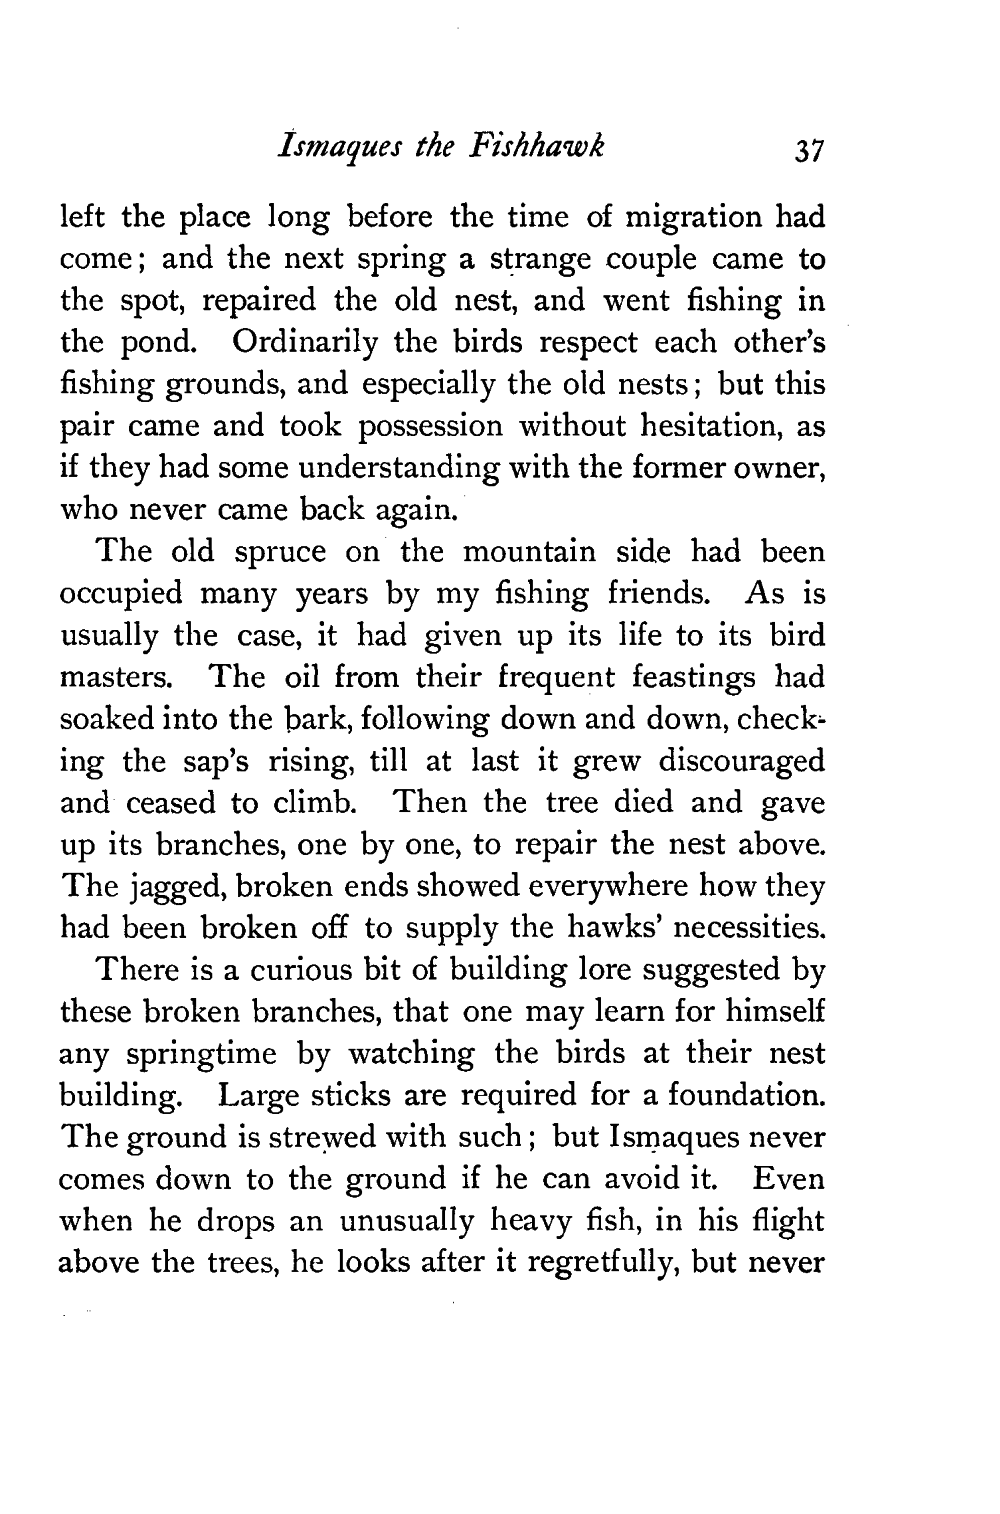 Ismaques the Fishhawk 37
left the place long before the time of migration had
come; and the next spring a strange couple came to
the spot, repaired the old nest, and went fishing in
the pond. Ordinarily the birds respect each other's
fishing grounds, and especially the old nests; but this
pair came and took possession without hesitation, as
if they had some understanding with the former owner,
who never came back again.
The old spruce on the mountain side had been
occupied many years by my fishing friends. As is
usually the case, it had given up its life to its bird
masters. The oil from their frequent feastings had
soaked into the bark, following down and down, check-
ing the sap's rising, till at last it grew discouraged
and ceased to climb. Then the tree died and gave
up its branches, one by one, to repair the nest above.
The jagged, broken ends showed everywhere how they
had been broken off to supply the hawks' necessities.
There is a curious bit of building lore suggested by
these broken branches, that one may learn for himself
any springtime by watching the birds at their nest
building. Large sticks are required for a foundation.
The ground is strewed with such; but Ismaques never
comes down to the ground if he can avoid it. Even
when he drops an unusually heavy fish, in his flight
above the trees, he looks after it regretfully, but never